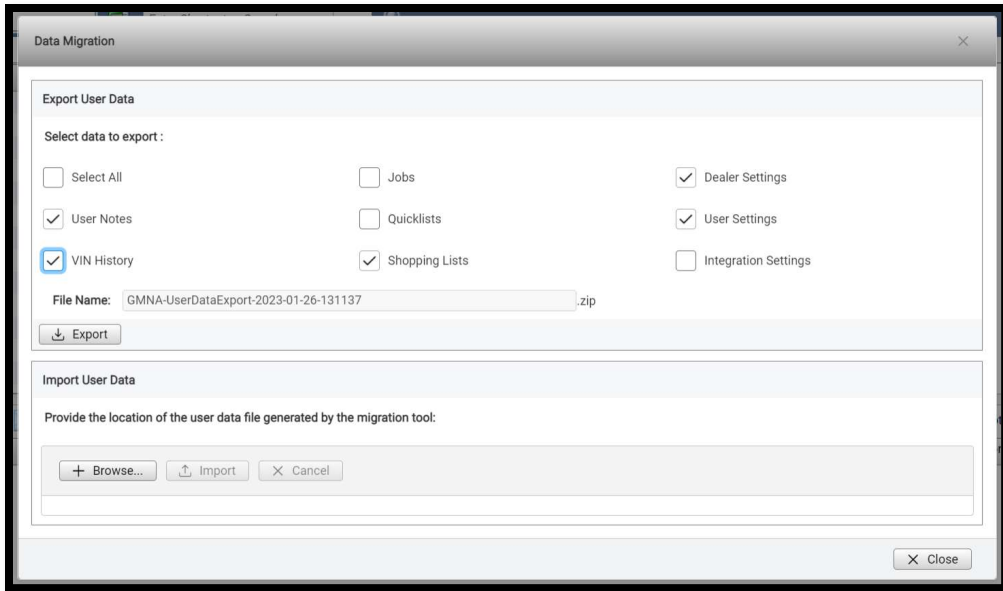 Data Migration
Export User Data
Select data to export :
Select All Jobs Dealer Settings
User Notes Quicklists User Settings
VIN History Shopping Lists Integration Settings
File Name: GMNA-UserDataExport-2023-01-26-131137 .zip
Export
Import User Data
Provide the location of the user data file generated by the migration tool:
Browse... Import Cancel
Close